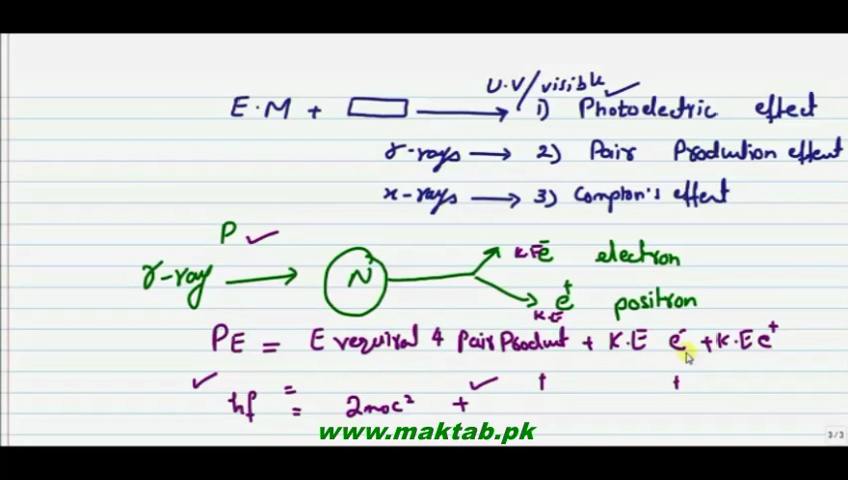 U.V/visible ✓
E.M + → 1) Photoelectric effect
γ-rays → 2) Pair Production effect
x-rays → 3) Compton's effect
P ✓
γ-ray → N K.E e⁻ electron
K.E e⁺ positron
PE = E required 4 Pair Product + K.E e⁻ + K.E e⁺
✓ hf = 2moc² + ✓
www.maktab.pk
3/3